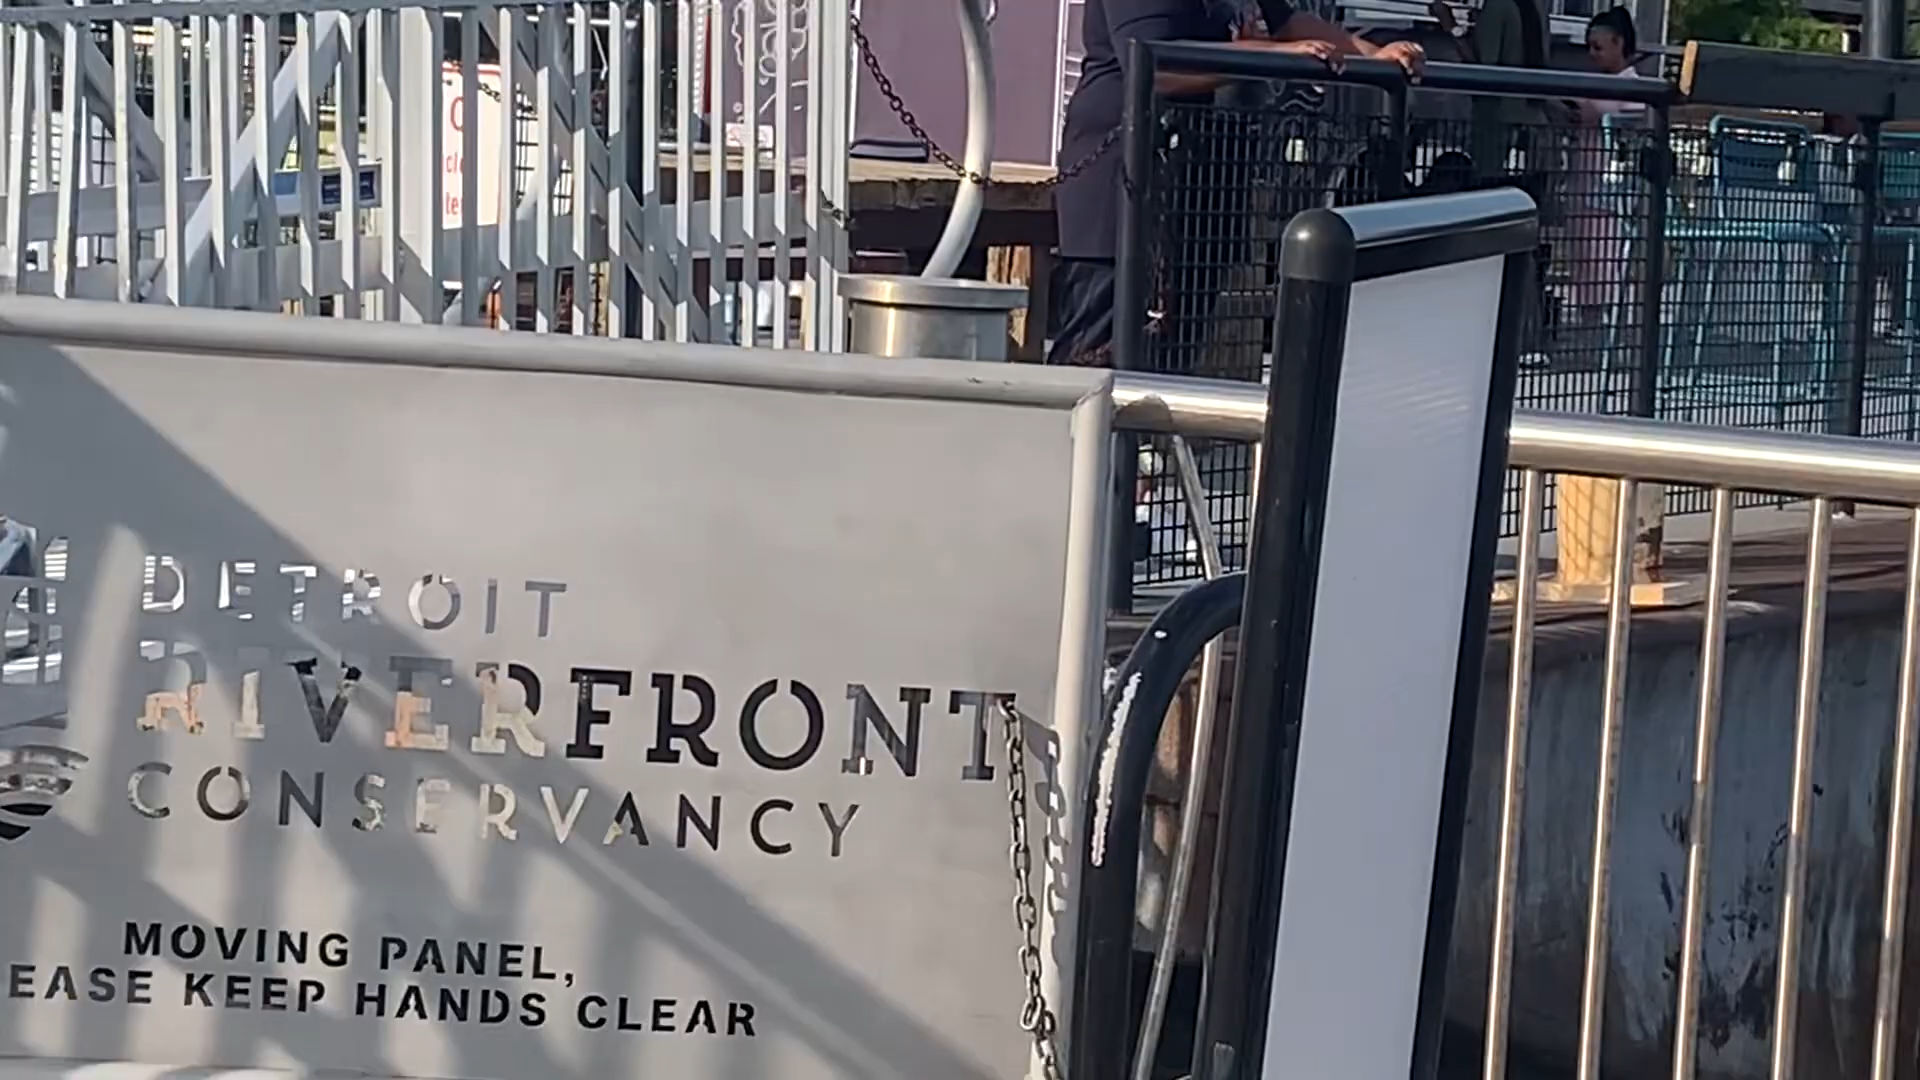 DETROIT
RIVERFRONT
CONSERVANCY
MOVING PANEL,
EASE KEEP HANDS CLEAR